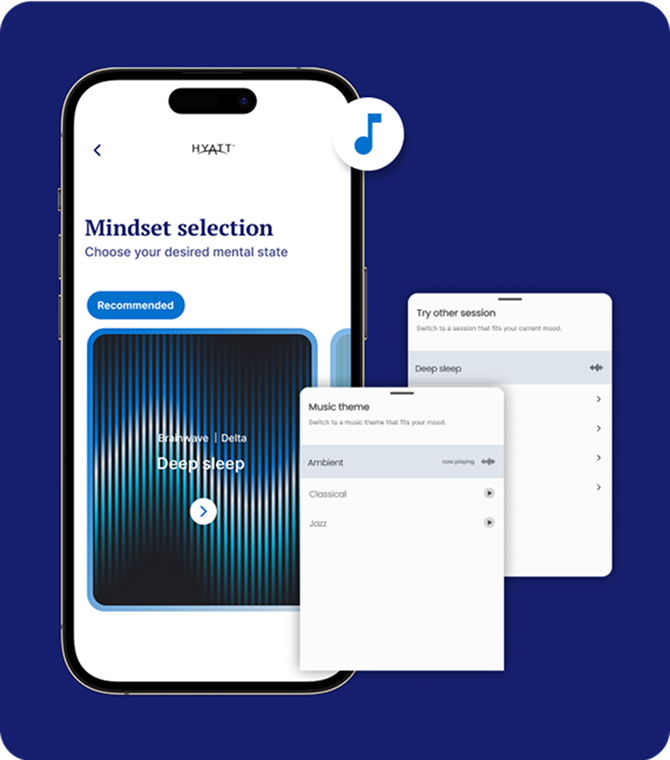 HYATT
Mindset selection
Choose your desired mental state
Recommended
Brainwave | Delta
Deep sleep
Try other session
Switch to a session that fits your current mood.
Deep sleep
Music theme
Switch to a music theme that fits your mood.
Ambient now playing
Classical
Jazz